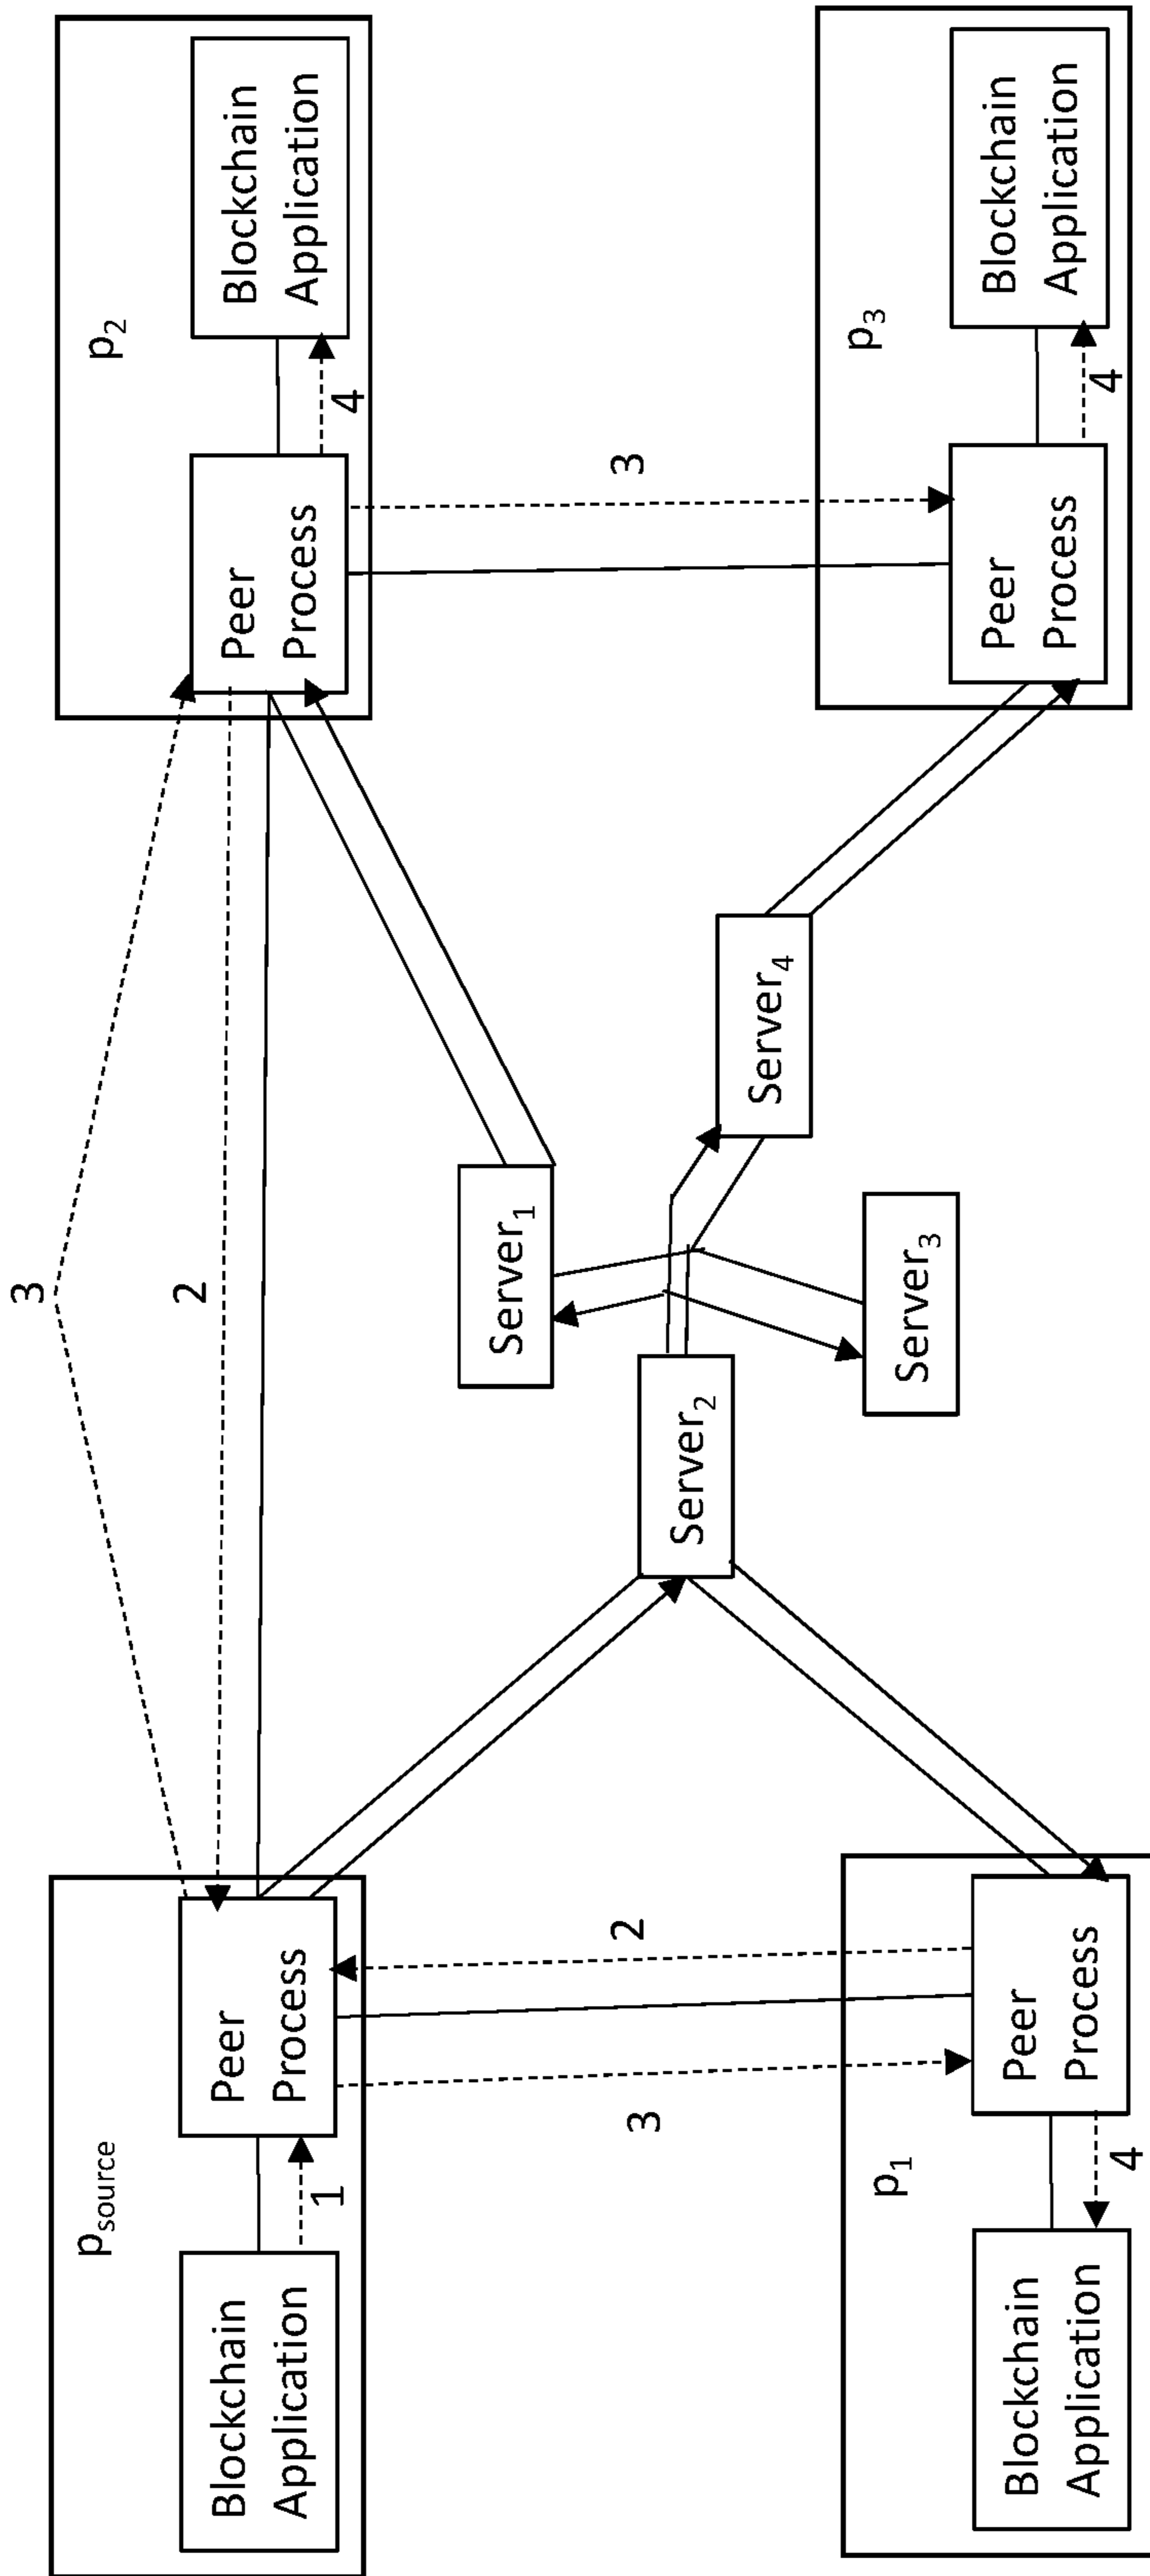 p₂
Peer
Process
4
Blockchain
Application
3
2
p_source
Blockchain
Application
1
Peer
Process
3
2
p₁
Blockchain
Application
4
Peer
Process
Server₂
Server₁
Server₃
Server₄
3
p₃
Peer
Process
4
Blockchain
Application